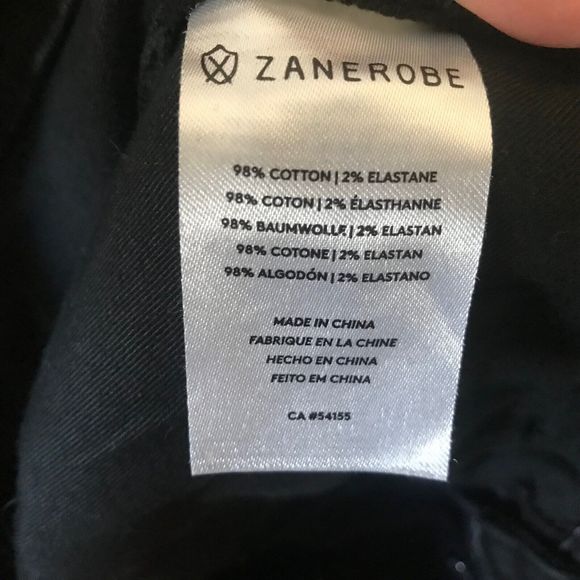 ZANEROBE
98% COTTON | 2% ELASTANE
98% COTON | 2% ÉLASTHANNE
98% BAUMWOLLE | 2% ELASTAN
98% COTONE | 2% ELASTAN
98% ALGODÓN | 2% ELASTANO
MADE IN CHINA
FABRIQUE EN LA CHINE
HECHO EN CHINA
FEITO EM CHINA
CA #54155